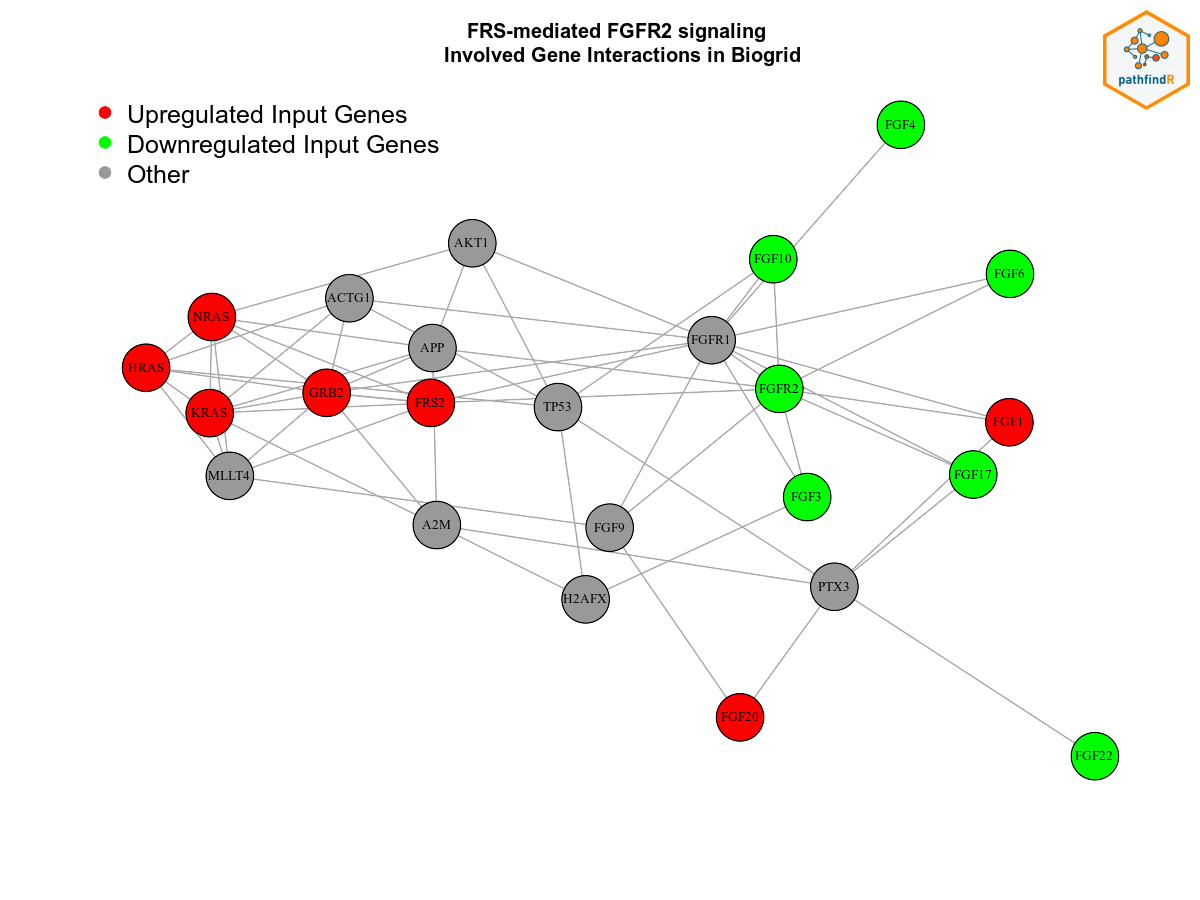 FRS-mediated FGFR2 signaling
Involved Gene Interactions in Biogrid
pathfindR
Upregulated Input Genes
Downregulated Input Genes
Other
FGF4
AKT1
FGF10
FGF6
ACTG1
NRAS
FGFR1
APP
HRAS
FGFR2
GRB2
FRS2
TP53
KRAS
FGF1
MLLT4
FGF17
FGF3
A2M
FGF9
PTX3
H2AFX
FGF20
FGF22